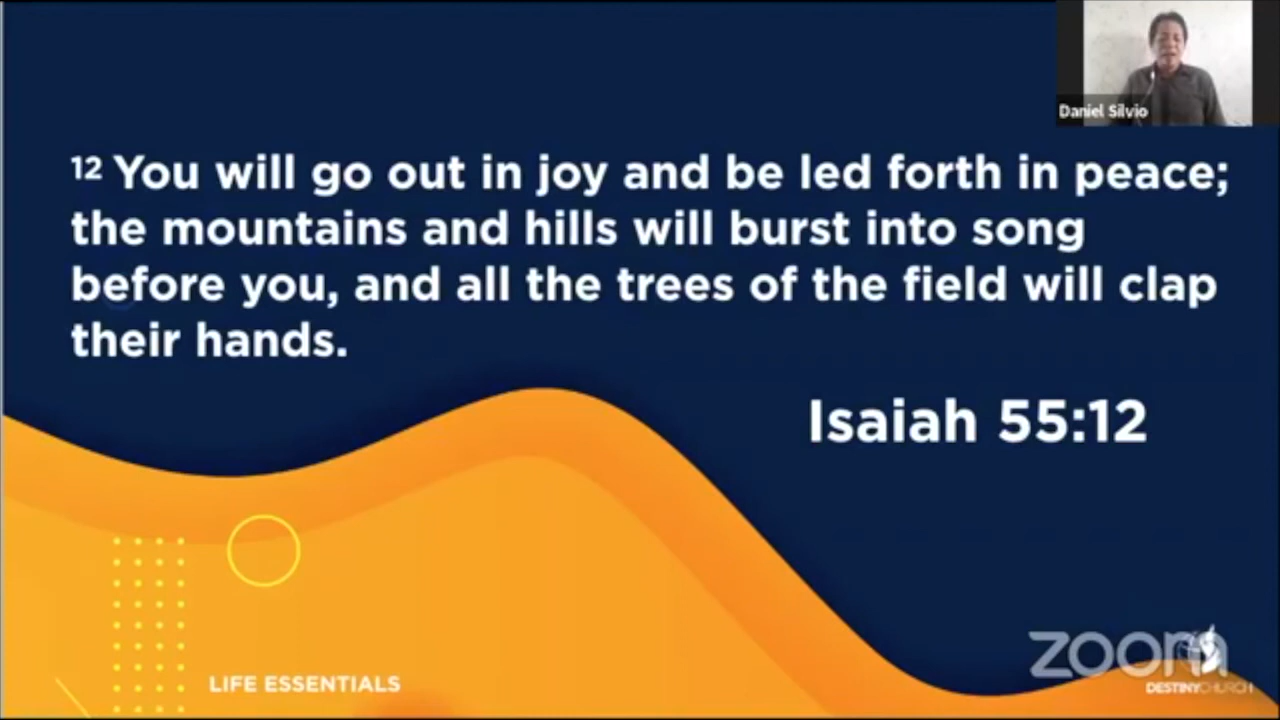 Daniel Silvio
12 You will go out in joy and be led forth in peace;
the mountains and hills will burst into song
before you, and all the trees of the field will clap
their hands.
Isaiah 55:12
LIFE ESSENTIALS
zoom
DESTINYCHURCH